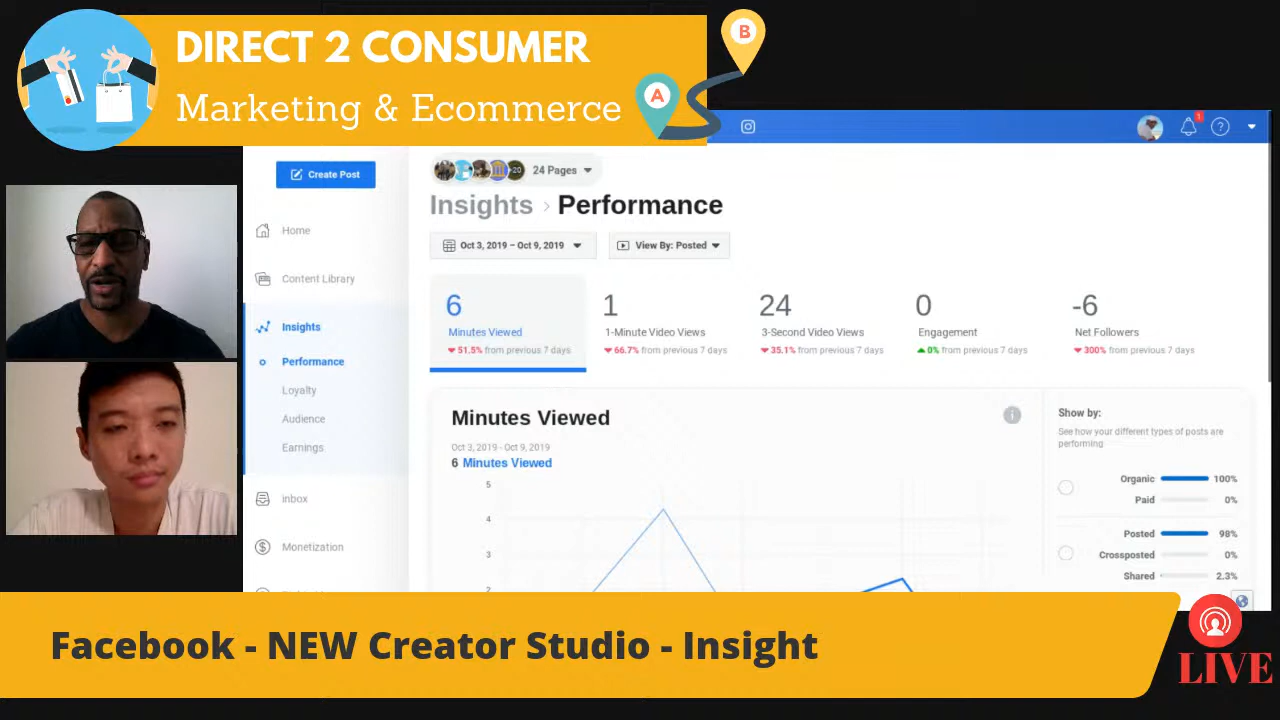 DIRECT 2 CONSUMER
Marketing & Ecommerce
A
B
1
?
Create Post
+20
24 Pages
Insights › Performance
Oct 3, 2019 – Oct 9, 2019
View By: Posted
Home
Content Library
Insights
Performance
Loyalty
Audience
Earnings
inbox
Monetization
6
Minutes Viewed
51.5% from previous 7 days
1
1-Minute Video Views
66.7% from previous 7 days
24
3-Second Video Views
35.1% from previous 7 days
0
Engagement
0% from previous 7 days
-6
Net Followers
300% from previous 7 days
Minutes Viewed
Oct 3, 2019 - Oct 9, 2019
6 Minutes Viewed
5
4
3
2
Show by:
See how your different types of posts are
performing
Organic 100%
Paid 0%
Posted 98%
Crossposted 0%
Shared 2.3%
Facebook - NEW Creator Studio - Insight
LIVE